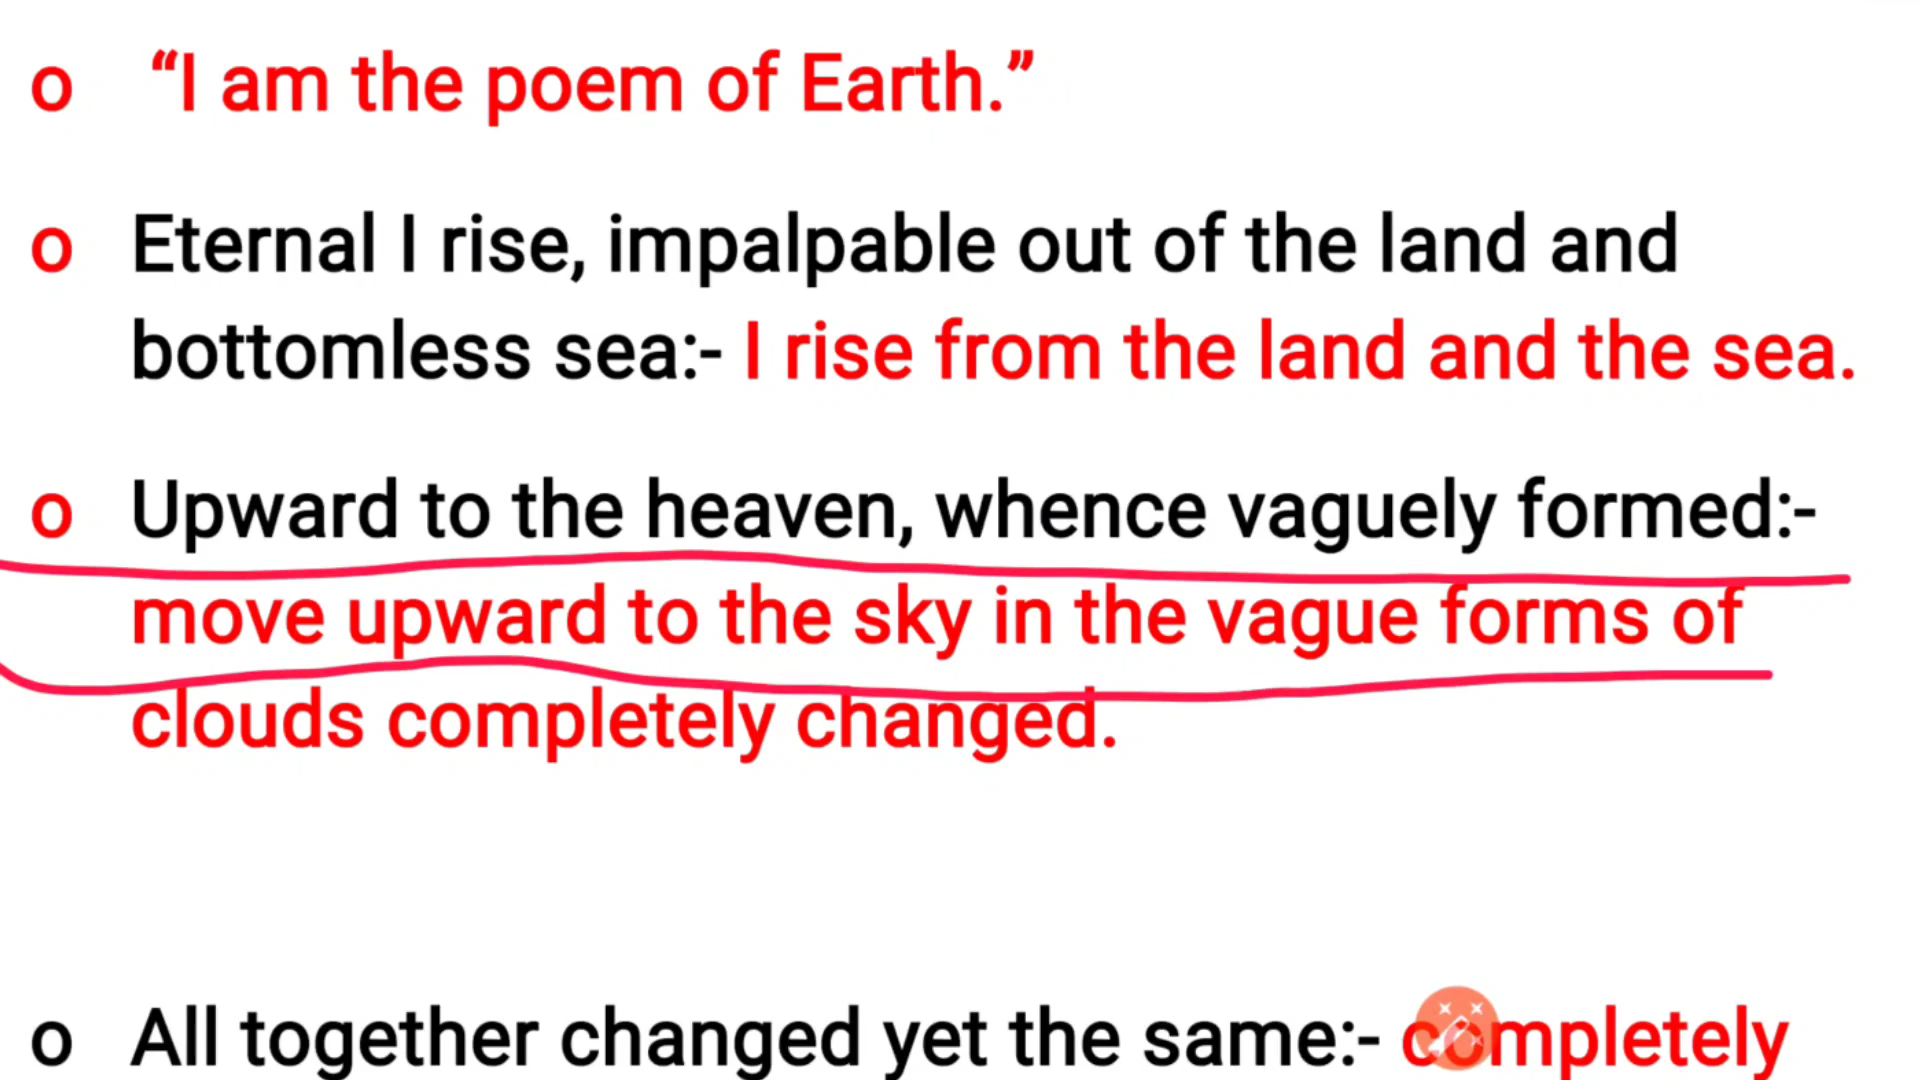 o “I am the poem of Earth.”
o Eternal I rise, impalpable out of the land and
bottomless sea:- I rise from the land and the sea.
o Upward to the heaven, whence vaguely formed:-
move upward to the sky in the vague forms of
clouds completely changed.
o All together changed yet the same:- completely